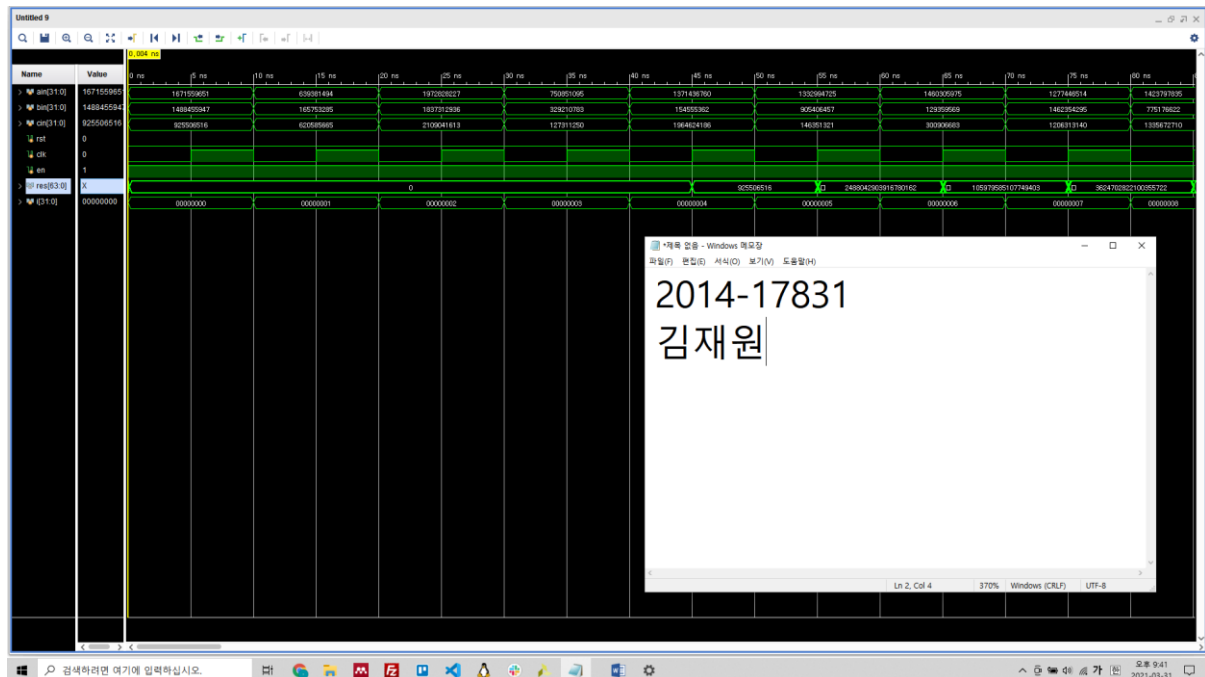 Untitled 9
0,004 ns
Name Value
0 ns 5 ns 10 ns 15 ns 20 ns 25 ns 30 ns 35 ns 40 ns 45 ns 50 ns 55 ns 60 ns 65 ns 70 ns 75 ns 80 ns
ain[31:0] 167155965 1671559651 639381494 1972828227 750851095 1371436760 1332994725 1460305975 1277446514 1423797835
bin[31:0] 148845594 1488455947 165753285 1837312936 329210783 154555362 905406457 129359569 1462354295 775176622
cin[31:0] 925506516 925506516 620585665 2109041613 127311250 1964624186 146351321 300906683 1206313140 1335672710
rst 0
clk 0
en 1
res[63:0] X 0 925506516 2488042903916780162 105979585107749403 3624702822100355722
i[31:0] 00000000 00000000 00000001 00000002 00000003 00000004 00000005 00000006 00000007 00000008
*제목 없음 - Windows 메모장
파일(F) 편집(E) 서식(O) 보기(V) 도움말(H)
2014-17831
김재원
Ln 2, Col 4 370% Windows (CRLF) UTF-8
검색하려면 여기에 입력하십시오.
가 한 오후 9:41
2021-03-31